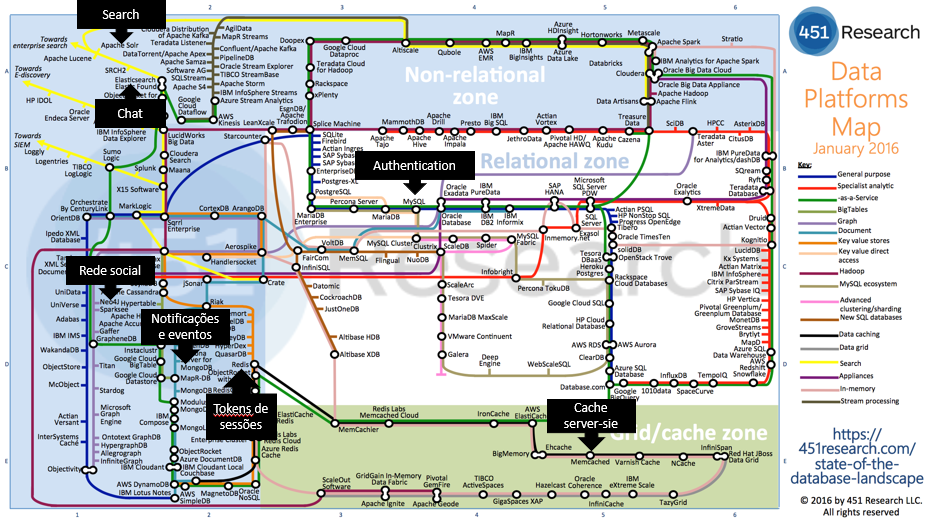 451 Research
Data
Platforms
Map
January 2016
Key:
General purpose
Specialist analytic
-as-a-Service
BigTables
Graph
Document
Key value stores
Key value direct
access
Hadoop
MySQL ecosystem
Advanced
clustering/sharding
New SQL databases
Data caching
Data grid
Search
Appliances
In-memory
Stream processing
https://
451research.com/
state-of-the-
database-landscape
© 2016 by 451 Research LLC.
All rights reserved
Search
Chat
Authentication
Rede social
Notificações
e eventos
Tokens de
sessões
Cache
server-sie
Non-relational
zone
Relational zone
Grid/cache zone
2
3
4
5
6
Towards
enterprise search
Apache Solr
Apache Lucene
Towards
E-discovery
HP IDOL
Oracle
Endeca Server
Towards
SIEM
Loggly
Logentries
SRCH2
Elasticsearch
Google Cloud
Dataflow
AWS
Kinesis
Teradata Listener
DataTorrent/Apache Apex
Apache Samza
Software AG
SQLStream
Apache S4
AgilData
MapR Streams
Confluent/Apache Kafka
PipelineDB
Oracle Stream Explorer
TIBCO StreamBase
Apache Storm
IBM InfoSphere Streams
Azure Stream Analytics
Doopex
Google Cloud
Dataproc
Teradata Cloud
for Hadoop
Rackspace
xPlenty
Altiscale
Qubole
MapR
AWS
EMR
IBM
BigInsights
Azure
HDInsight
Azure
Data Lake
Hortonworks
Metascale
Databricks
Cloudera
Data Artisans
Treasure
Data
Apache Spark
Stratio
IBM Analytics for Apache Spark
Oracle Big Data Cloud
Oracle Big Data Appliance
Apache Hadoop
Apache Flink
LeanXcale
EsgnDB/
Apache
Trafodion
Splice Machine
MammothDB
Apache
Tajo
Apache
Hive
Apache
Drill
Apache
Impala
Presto
IBM
Big SQL
JethroData
Actian
Vortex
Pivotal HD/
Apache HAWQ
Apache
Kudu
Cazena
SciDB
HPCC
Teradata
Aster
AsterixDB
CitusDB
IBM PureData
for Analytics/dashDB
SQream
Ryft
Teradata
Database
XtremeData
Oracle
Exalytics
IBM InfoSphere
Data Explorer
LucidWorks
Big Data
Cloudera
Search
Maana
Sumo
Logic
TIBCO
LogLogic
Splunk
X15 Software
Starcounter
SQLite
Firebird
Actian Ingres
SAP Sybase
EnterpriseDB
Postgres-XL
PostgreSQL
Percona Server
MySQL
MariaDB
MariaDB
Enterprise
Oracle
Exadata
IBM
PureData
Oracle
Database
IBM
DB2
IBM
Informix
SAP
HANA
Microsoft
SQL Server
PDW
SQL
Server
Actian PSQL
HP NonStop SQL
Progress OpenEdge
Tibero
Oracle TimesTen
solidDB
OpenStack Trove
Exasol
Inmemory.net
Tesora
DBaaS
Heroku
Postgres
Rackspace
Cloud Databases
Google Cloud SQL
HP Cloud
Relational Database
AWS RDS
AWS Aurora
ClearDB
Azure SQL
Database
Database.com
Google
BigQuery
1010data
InfluxDB
TempoIQ
SpaceCurve
Druid
Actian Vector
Kognitio
LucidDB
Kx Systems
Actian Matrix
IBM InfoSphere
Citrix ParStream
SAP Sybase IQ
HP Vertica
Pivotal Greenplum/
Greenplum Database
MonetDB
GroveStreams
Brytlyt
MapD
Azure SQL
Data Warehouse
AWS
Redshift
Snowflake
Orchestrate
By CenturyLink
OrientDB
MarkLogic
CortexDB
ArangoDB
Sqrrl
Enterprise
Ipedo XML
Database
Aerospike
Handlersocket
jSonar
Crate
VoltDB
FairCom
InfiniSQL
MemSQL
MySQL Cluster
Flingual
NuoDB
Clustrix
ScaleDB
Spider
MySQL
Fabric
Infobright
Percona TokuDB
Datomic
CockroachDB
JustOneDB
Altibase HDB
Altibase XDB
ScaleArc
Tesora DVE
MariaDB MaxScale
VMware Continent
Galera
Deep
Engine
WebScaleSQL
UniData
UniVerse
Adabas
IBM IMS
WakandaDB
ObjectStore
McObject
Actian
Versant
InterSystems
Cache
Objectivity
Neo4J
Sparksee
Hypertable
Gaffer
GrapheneDB
Titan
Stardog
Microsoft
Graph
Engine
Ontotext GraphDB
HypergraphDB
Allegrograph
InfiniteGraph
Riak
HyperDex
QuasarDB
Redis
Instaclustr
Google Cloud
BigTable
Google Cloud
Datastore
MongoDB
MapR-DB
IBM
Compose
ObjectRocket
Azure DocumentDB
IBM Cloudant
IBM Cloudant Local
Couchbase
AWS DynamoDB
IBM Lotus Notes
AWS
SimpleDB
MagnetoDB
Oracle
NoSQL
Redis Labs
Redis Cloud
Azure Redis
Cache
MemCachier
Redis Labs
Memcached Cloud
IronCache
AWS
ElastiCache
BigMemory
Ehcache
Memcached
Varnish Cache
NCache
InfiniSpan
Red Hat JBoss
Data Grid
ScaleOut
Software
GridGain In-Memory
Data Fabric
Apache Ignite
Pivotal
GemFire
Apache Geode
TIBCO
ActiveSpaces
GigaSpaces XAP
Hazelcast
Oracle
Coherence
InfiniCache
IBM
eXtreme Scale
TazyGrid
A
B
C
D
E
1
2
3
4
5
6